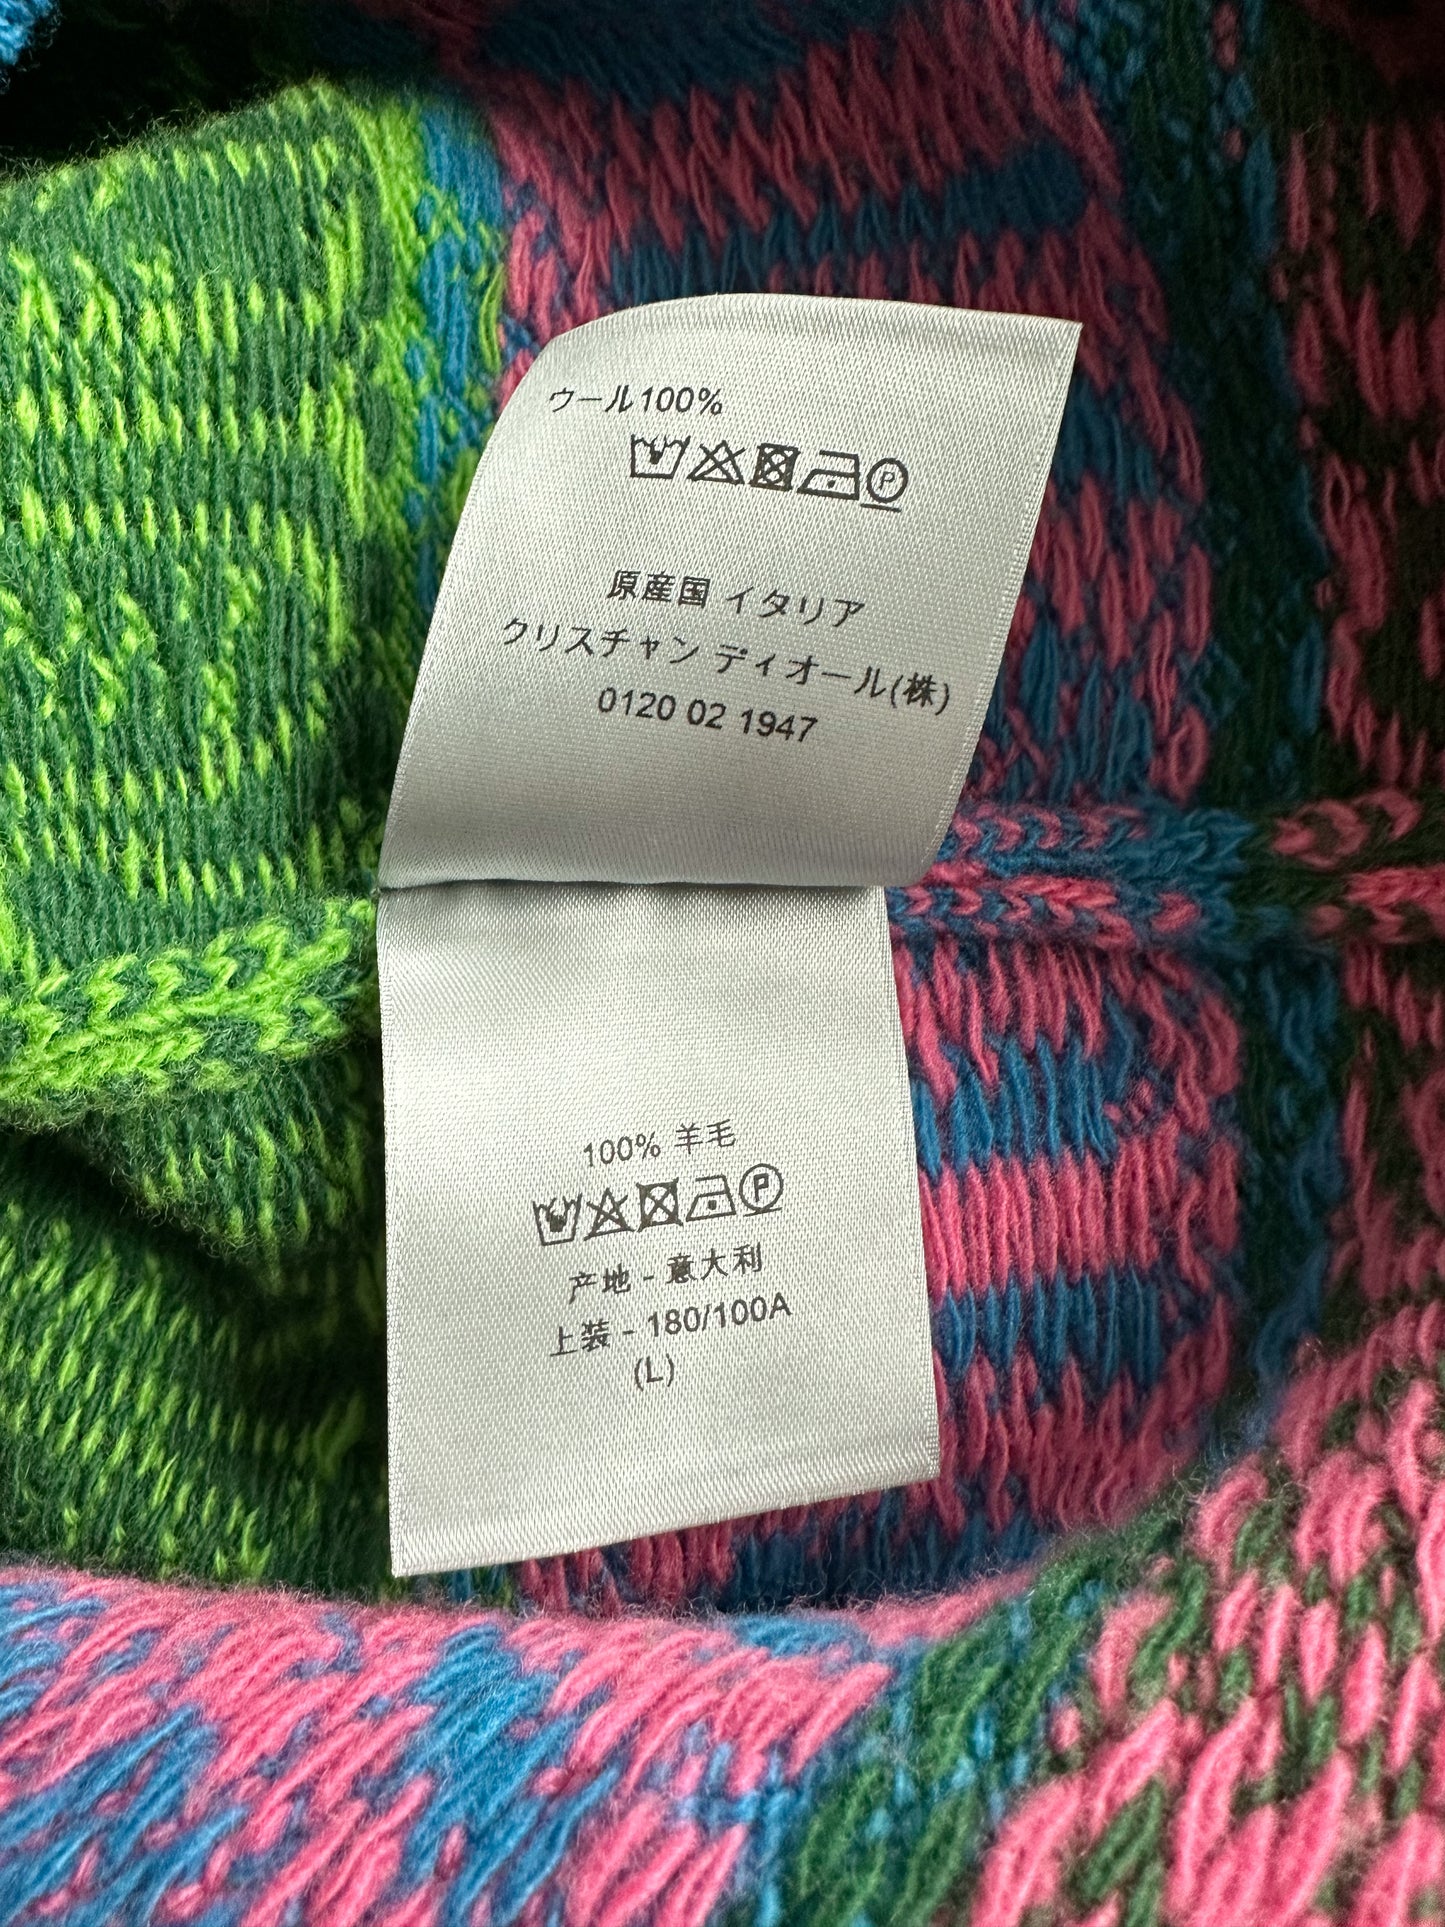 ウール100%
P
原産国 イタリア
クリスチャン ディオール(株)
0120 02 1947
100% 羊毛
P
产地 - 意大利
上装 - 180/100A
(L)